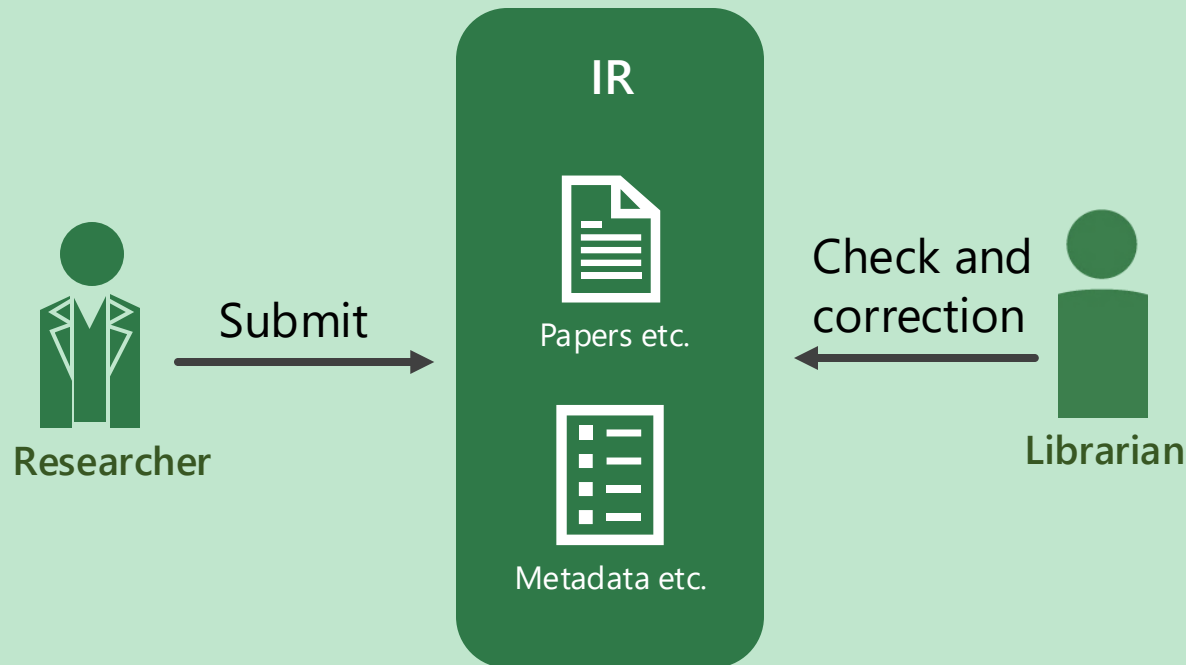 IR
Submit
Papers etc.
Check and
correction
Researcher
Librarian
Metadata etc.